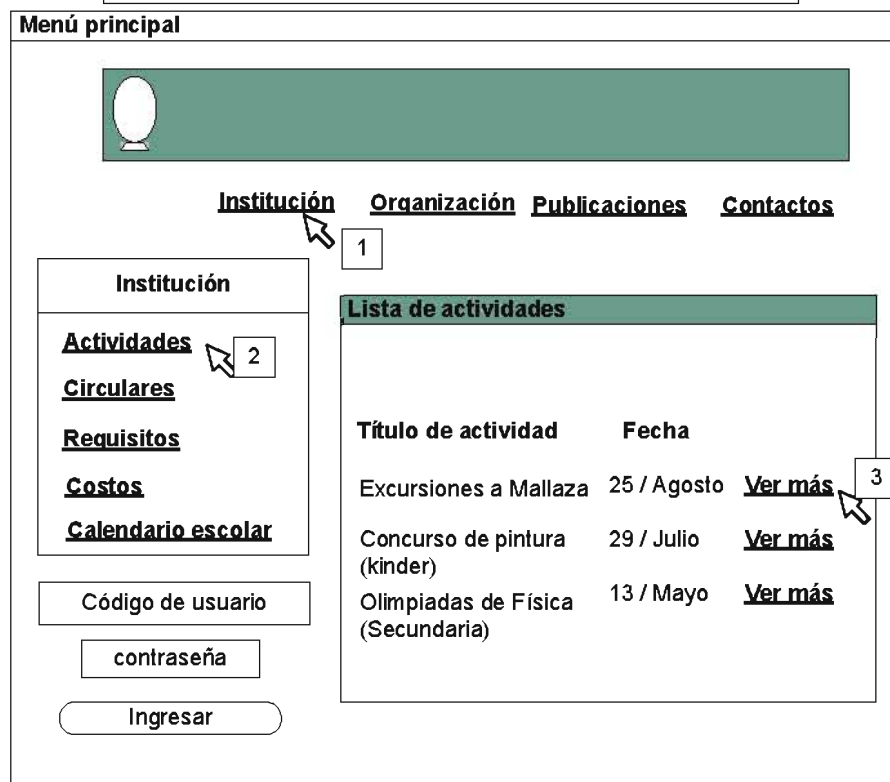 Menú principal
Institución Organización Publicaciones Contactos
1
Institución
Actividades
2
Circulares
Requisitos
Costos
Calendario escolar
Código de usuario
contraseña
Ingresar
Lista de actividades
Título de actividad Fecha
Excursiones a Mallaza 25 / Agosto Ver más
3
Concurso de pintura 29 / Julio Ver más
(kinder)
Olimpiadas de Física 13 / Mayo Ver más
(Secundaria)